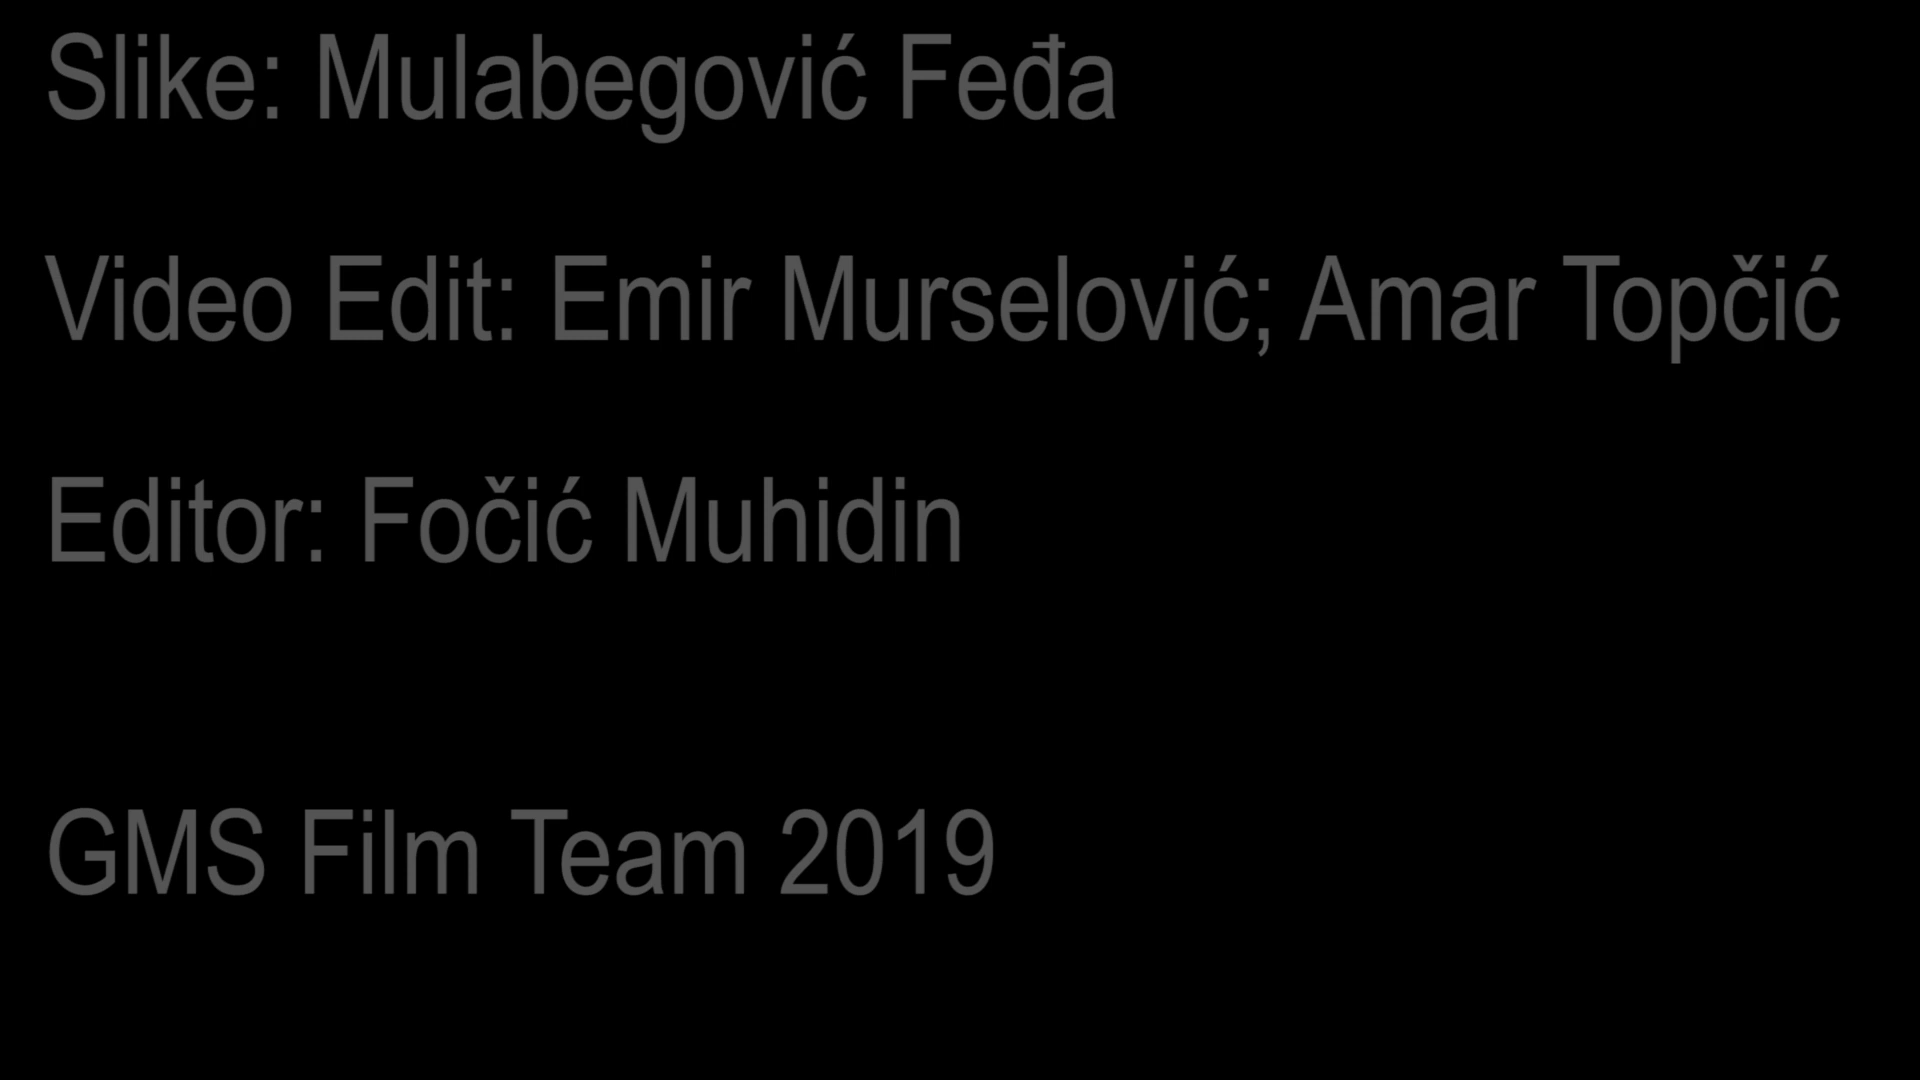 Slike: Mulabegović Feđa
Video Edit: Emir Murselović; Amar Topčić
Editor: Fočić Muhidin
GMS Film Team 2019